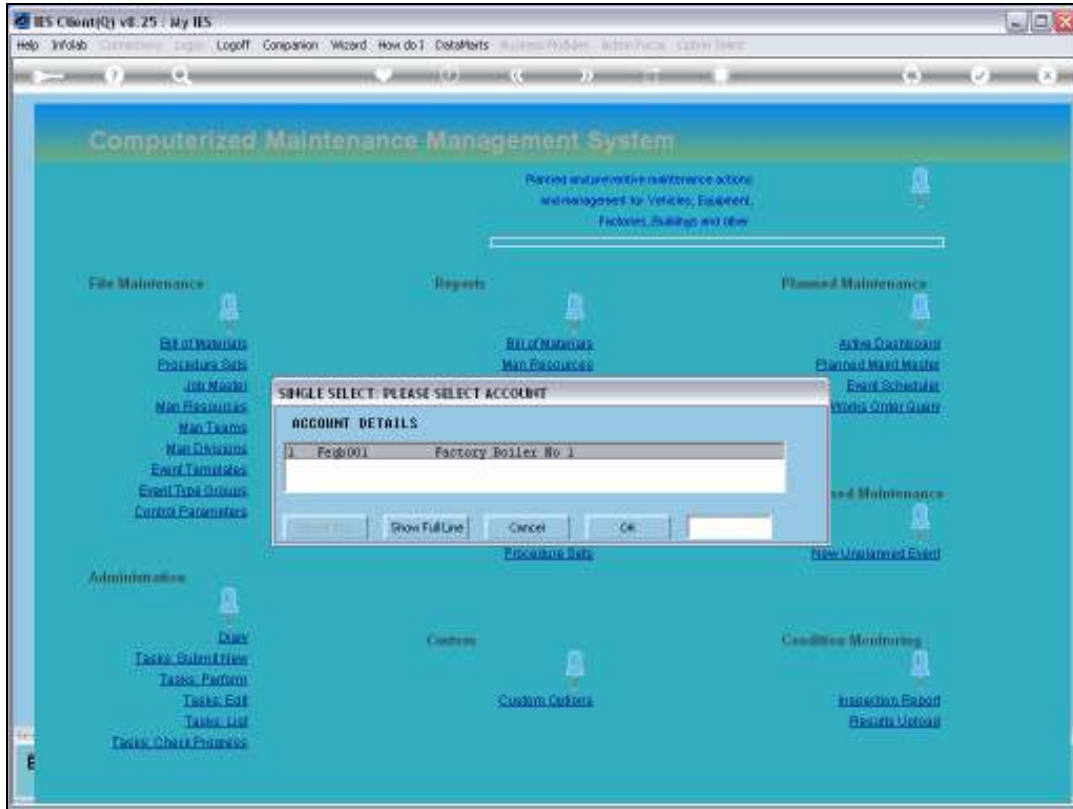 IES Client(Q) v8.25 : My IES
Help Infolab Logoff Companion Wizard How do I DataMarts
Computerized Maintenance Management System
Planned and preventive maintenance actions
and management for Vehicles, Equipment,
Factories, Buildings and other
File Maintenance
Bill of Materials
Procedure Sets
Job Master
Man Resources
Man Teams
Man Divisions
Event Templates
Event Type Groups
Control Parameters
Reports
Bill of Materials
Man Resources
Procedure Sets
Planned Maintenance
Active Dashboard
Planned Maint Master
Event Scheduler
Works Order Query
SINGLE SELECT: PLEASE SELECT ACCOUNT
ACCOUNT DETAILS
1 Feqb001 Factory Boiler No 1
Show Full Line Cancel OK
Maintenance
New Unplanned Event
Administration
Diary
Tasks: Submit New
Tasks: Perform
Tasks: Edit
Tasks: List
Tasks: Check Progress
Custom
Custom Options
Condition Monitoring
Inspection Report
Results Upload